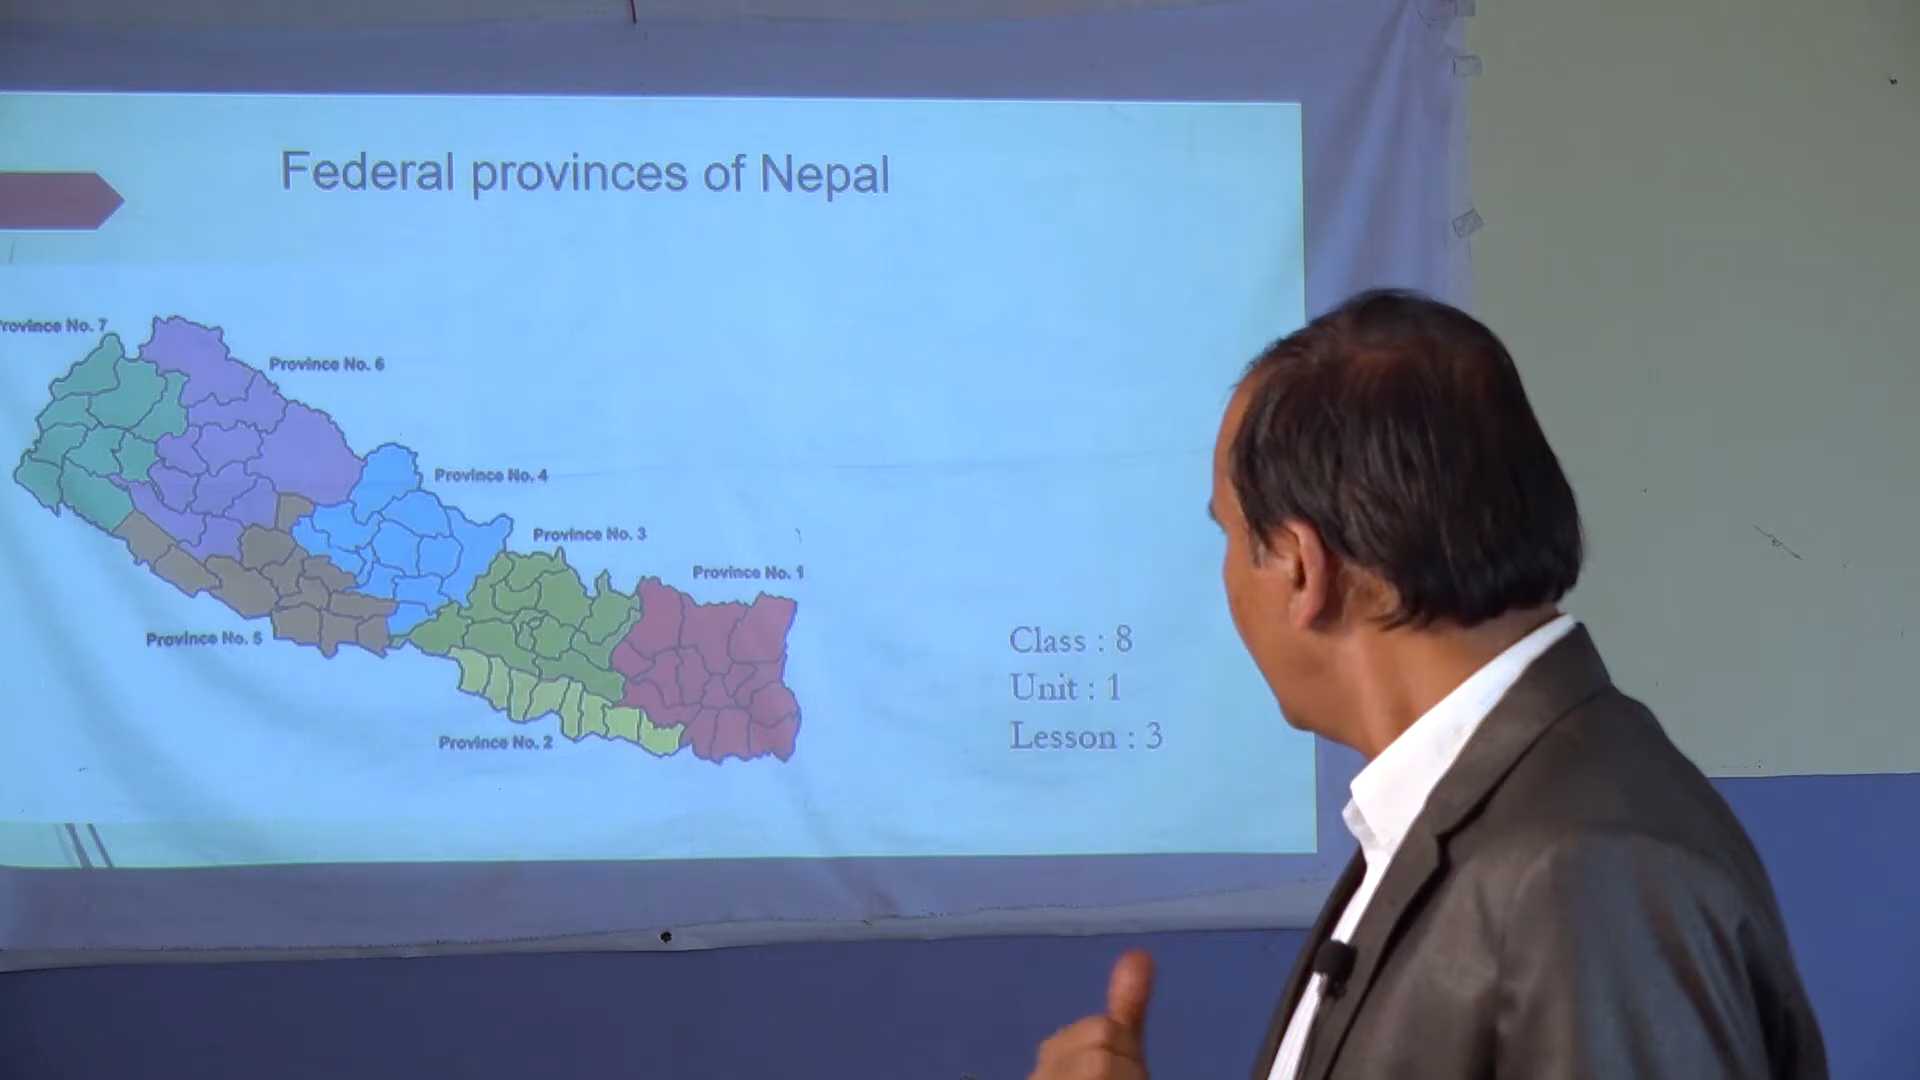 Federal provinces of Nepal
rovince No. 7
Province No. 6
Province No. 4
Province No. 3
Province No. 1
Province No. 5
Province No. 2
Class : 8
Unit : 1
Lesson : 3